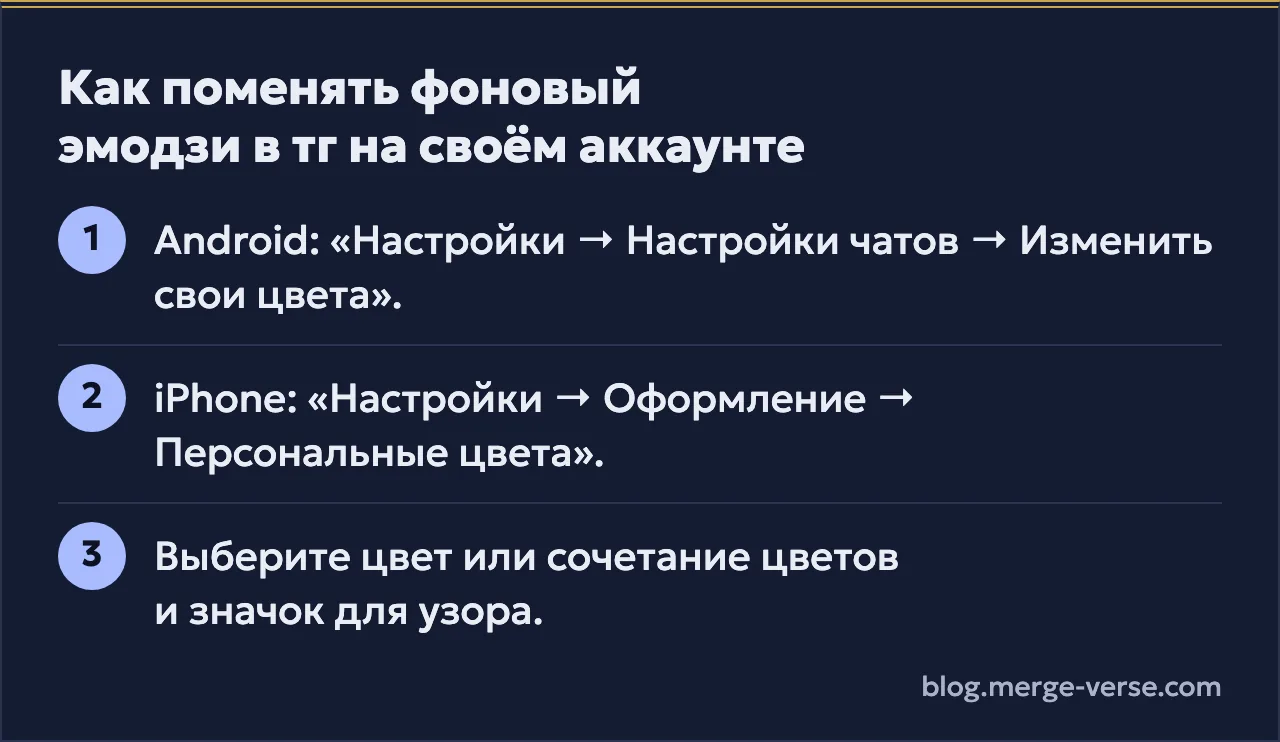 Как поменять фоновый
эмодзи в тг на своём аккаунте
1
Android: «Настройки → Настройки чатов → Изменить
свои цвета».
2
iPhone: «Настройки → Оформление →
Персональные цвета».
3
Выберите цвет или сочетание цветов
и значок для узора.
blog.merge-verse.com